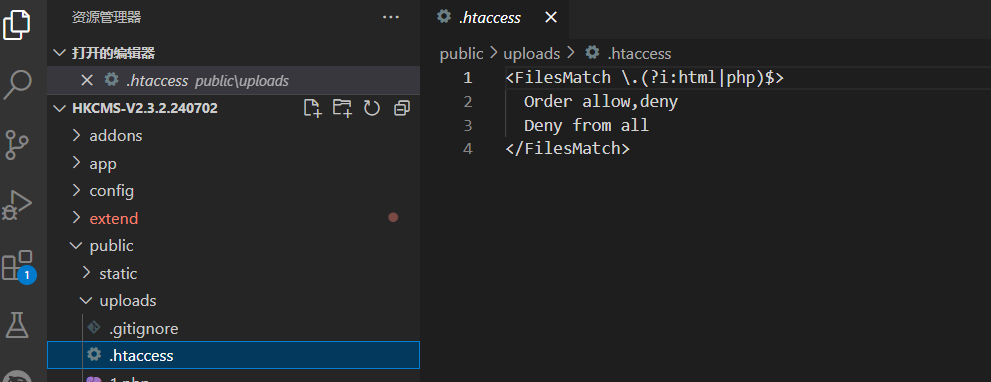 资源管理器
打开的编辑器
.htaccess public\uploads
HKCMS-V2.3.2.240702
addons
app
config
extend
public
static
uploads
.gitignore
.htaccess
1.php
1
.htaccess
public > uploads > .htaccess
1 <FilesMatch \.(?i:html|php)$>
2 Order allow,deny
3 Deny from all
4 </FilesMatch>